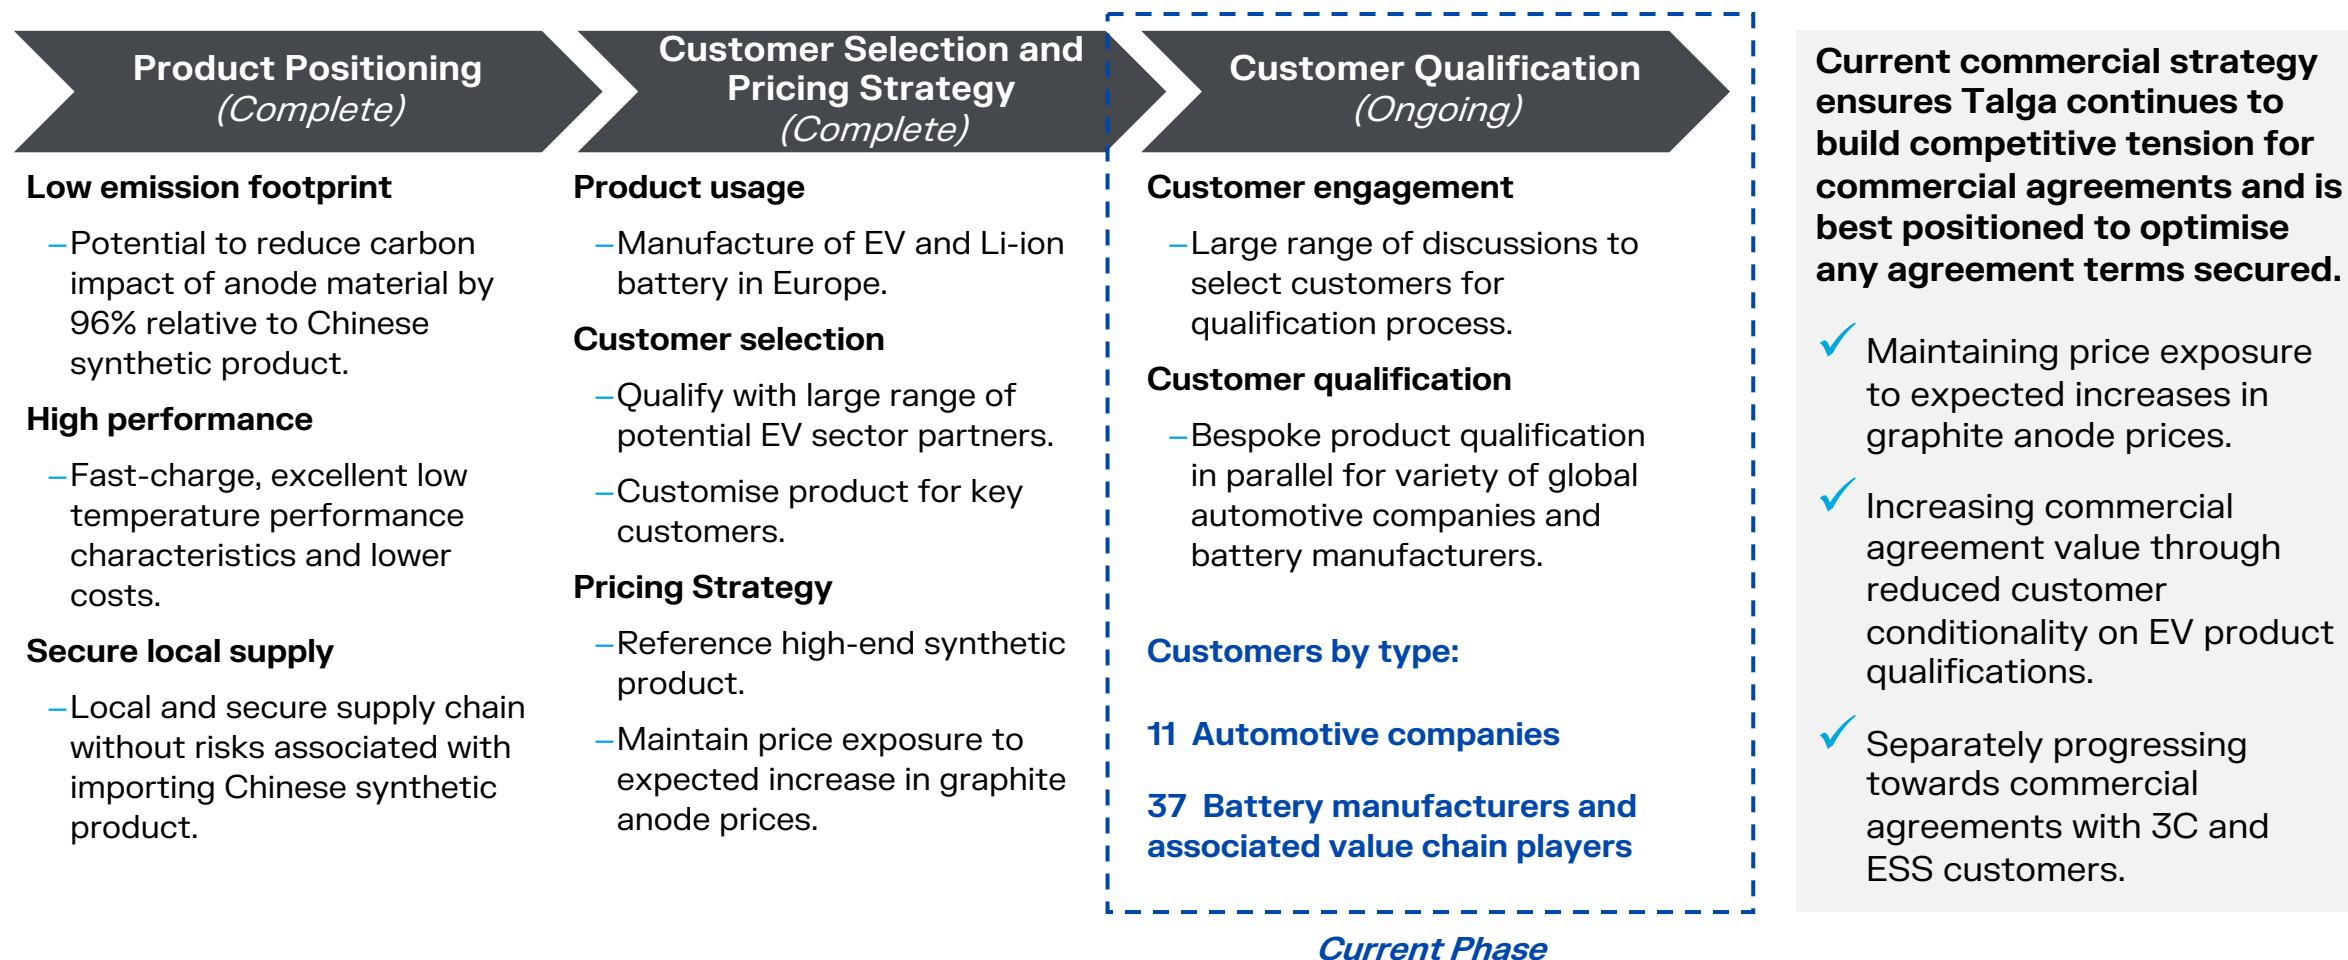 Product Positioning
(Complete)
Low emission footprint
–Potential to reduce carbon
impact of anode material by
96% relative to Chinese
synthetic product.
High performance
–Fast-charge, excellent low
temperature performance
characteristics and lower
costs.
Secure local supply
–Local and secure supply chain
without risks associated with
importing Chinese synthetic
product.
Customer Selection and
Pricing Strategy
(Complete)
Product usage
–Manufacture of EV and Li-ion
battery in Europe.
Customer selection
–Qualify with large range of
potential EV sector partners.
–Customise product for key
customers.
Pricing Strategy
–Reference high-end synthetic
product.
–Maintain price exposure to
expected increase in graphite
anode prices.
Customer Qualification
(Ongoing)
Customer engagement
–Large range of discussions to
select customers for
qualification process.
Customer qualification
–Bespoke product qualification
in parallel for variety of global
automotive companies and
battery manufacturers.
Customers by type:
11 Automotive companies
37 Battery manufacturers and
associated value chain players
Current Phase
Current commercial strategy
ensures Talga continues to
build competitive tension for
commercial agreements and is
best positioned to optimise
any agreement terms secured.
✓ Maintaining price exposure
to expected increases in
graphite anode prices.
✓ Increasing commercial
agreement value through
reduced customer
conditionality on EV product
qualifications.
✓ Separately progressing
towards commercial
agreements with 3C and
ESS customers.